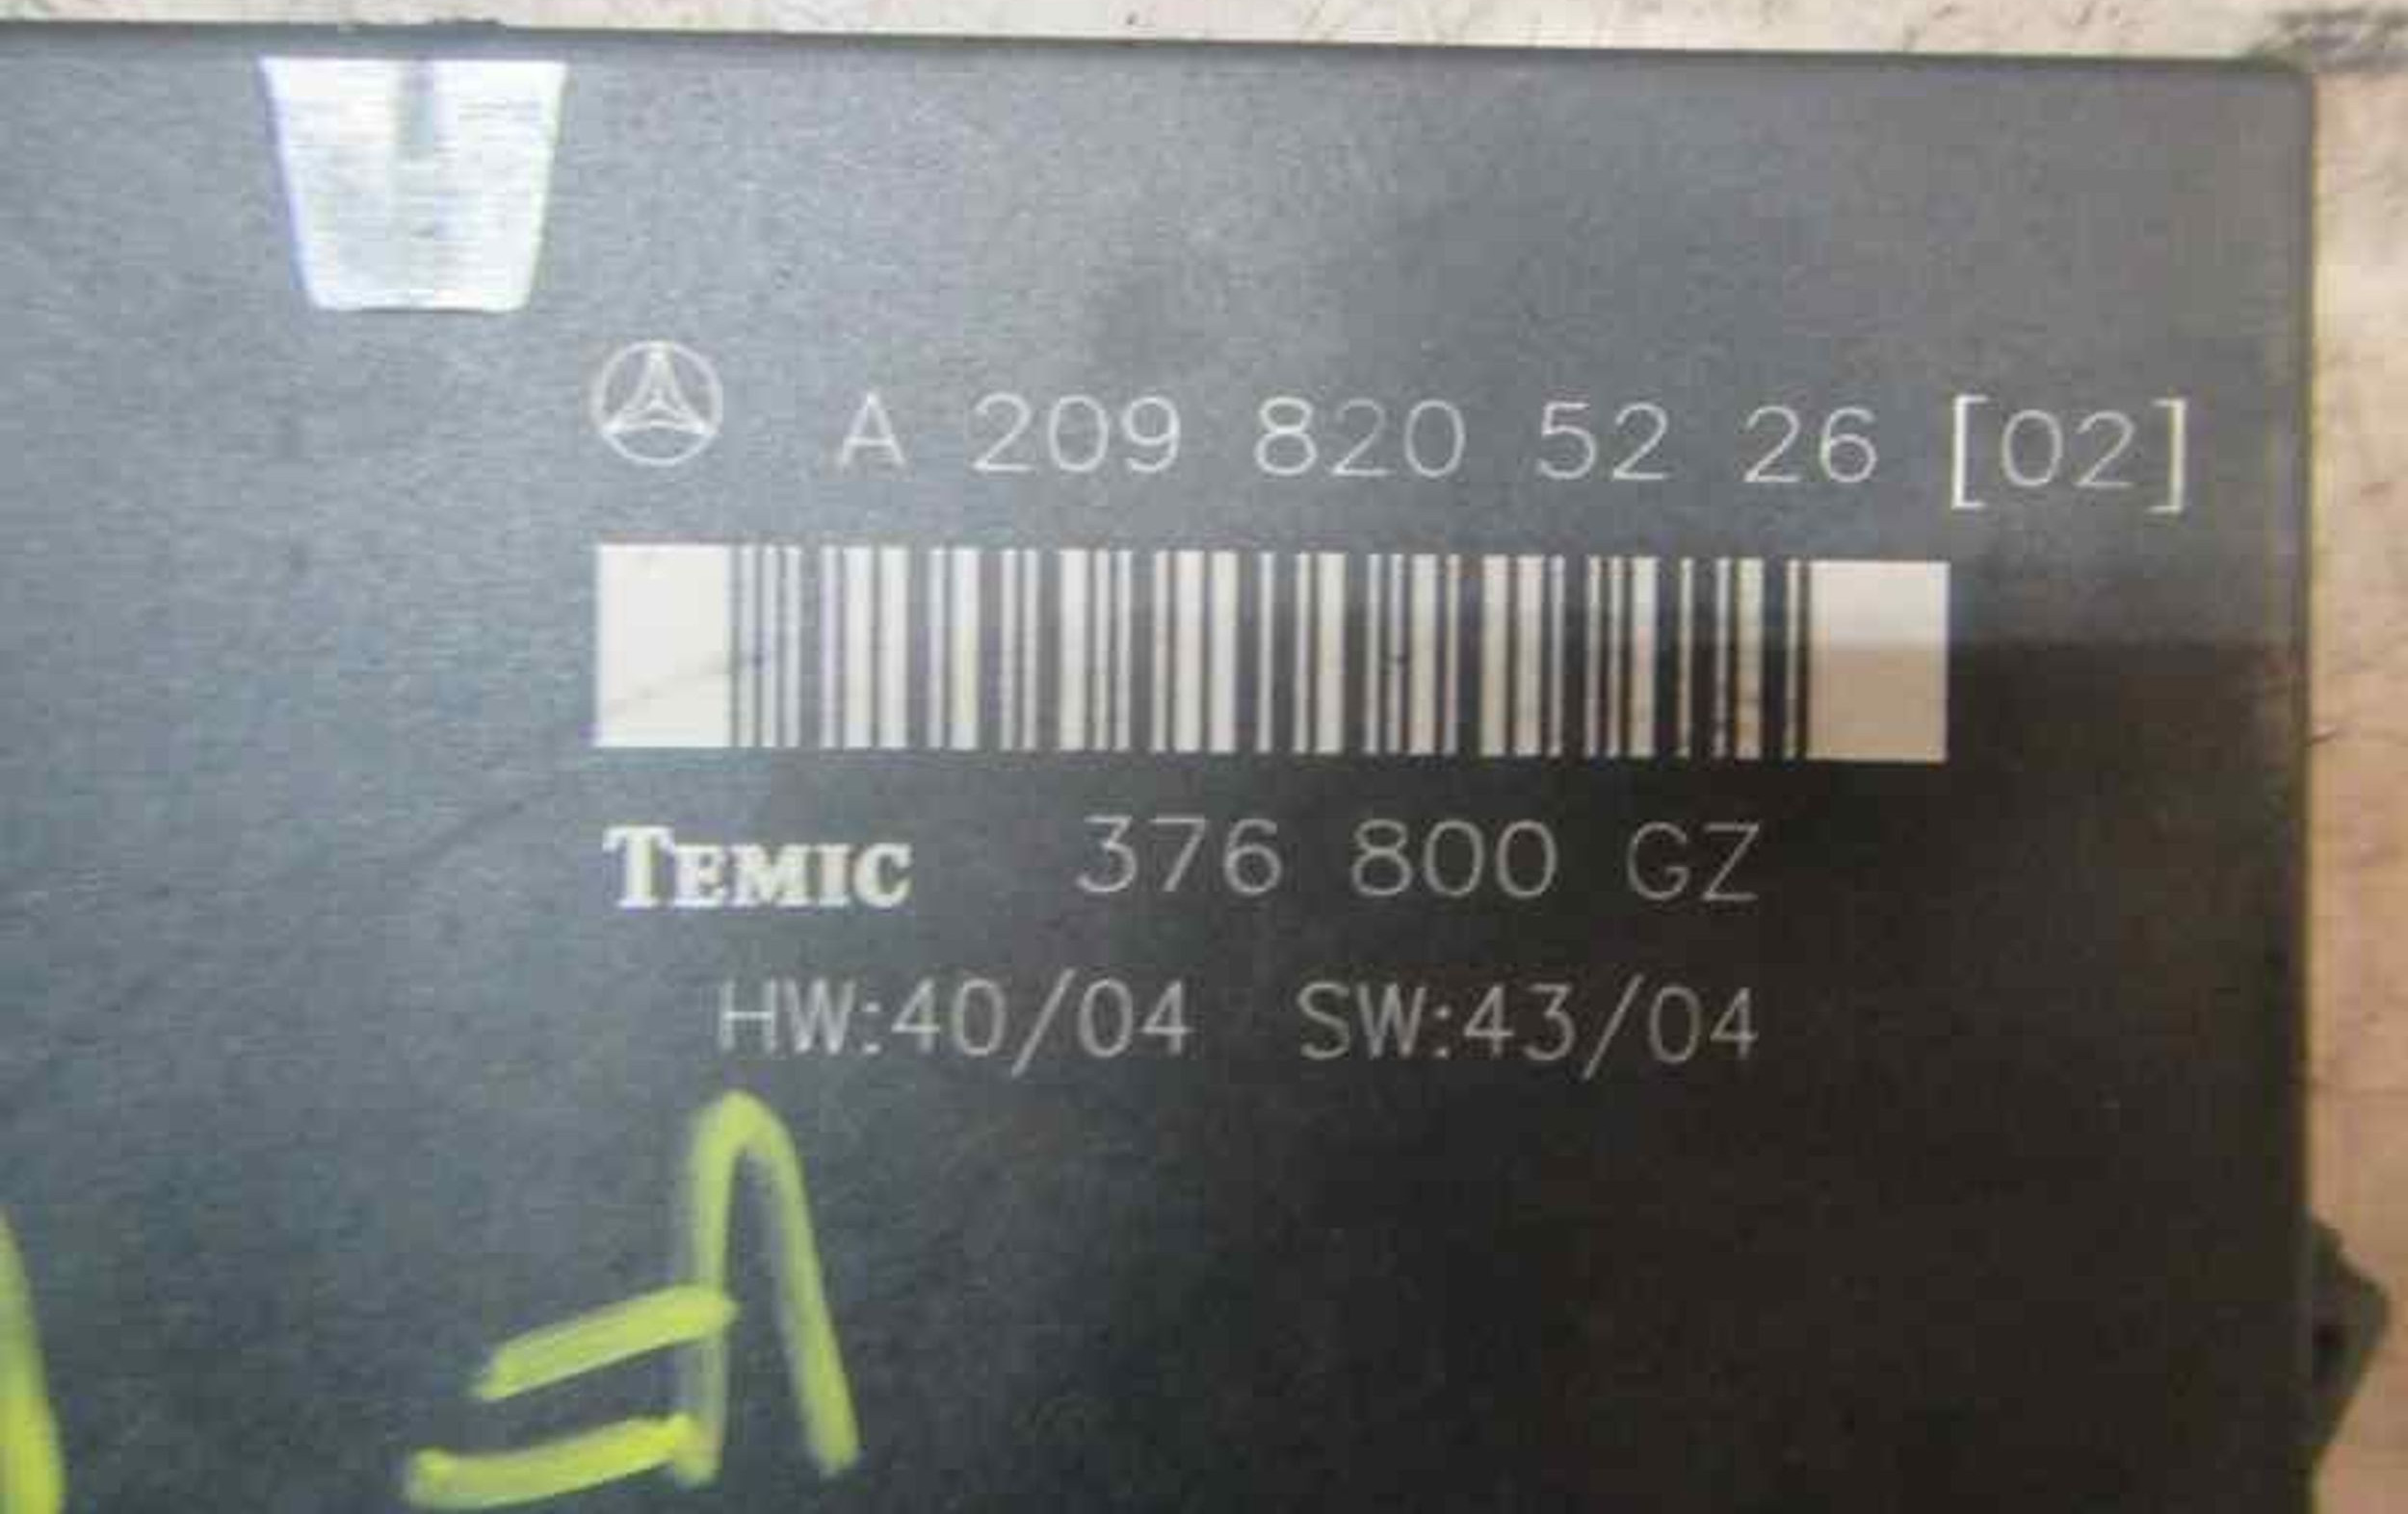 A 209 820 52 26 [02]
TEMIC 376 800 GZ
HW:40/04 SW:43/04